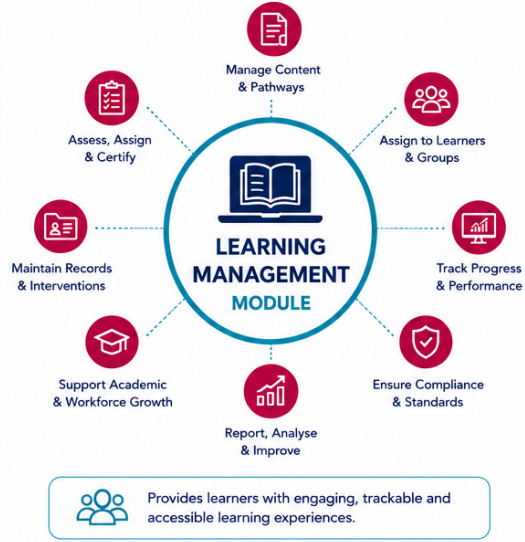 Manage Content
& Pathways
Assess, Assign
& Certify
Assign to Learners
& Groups
LEARNING
MANAGEMENT
MODULE
Maintain Records
& Interventions
Track Progress
& Performance
Support Academic
& Workforce Growth
Ensure Compliance
& Standards
Report, Analyse
& Improve
Provides learners with engaging, trackable and
accessible learning experiences.